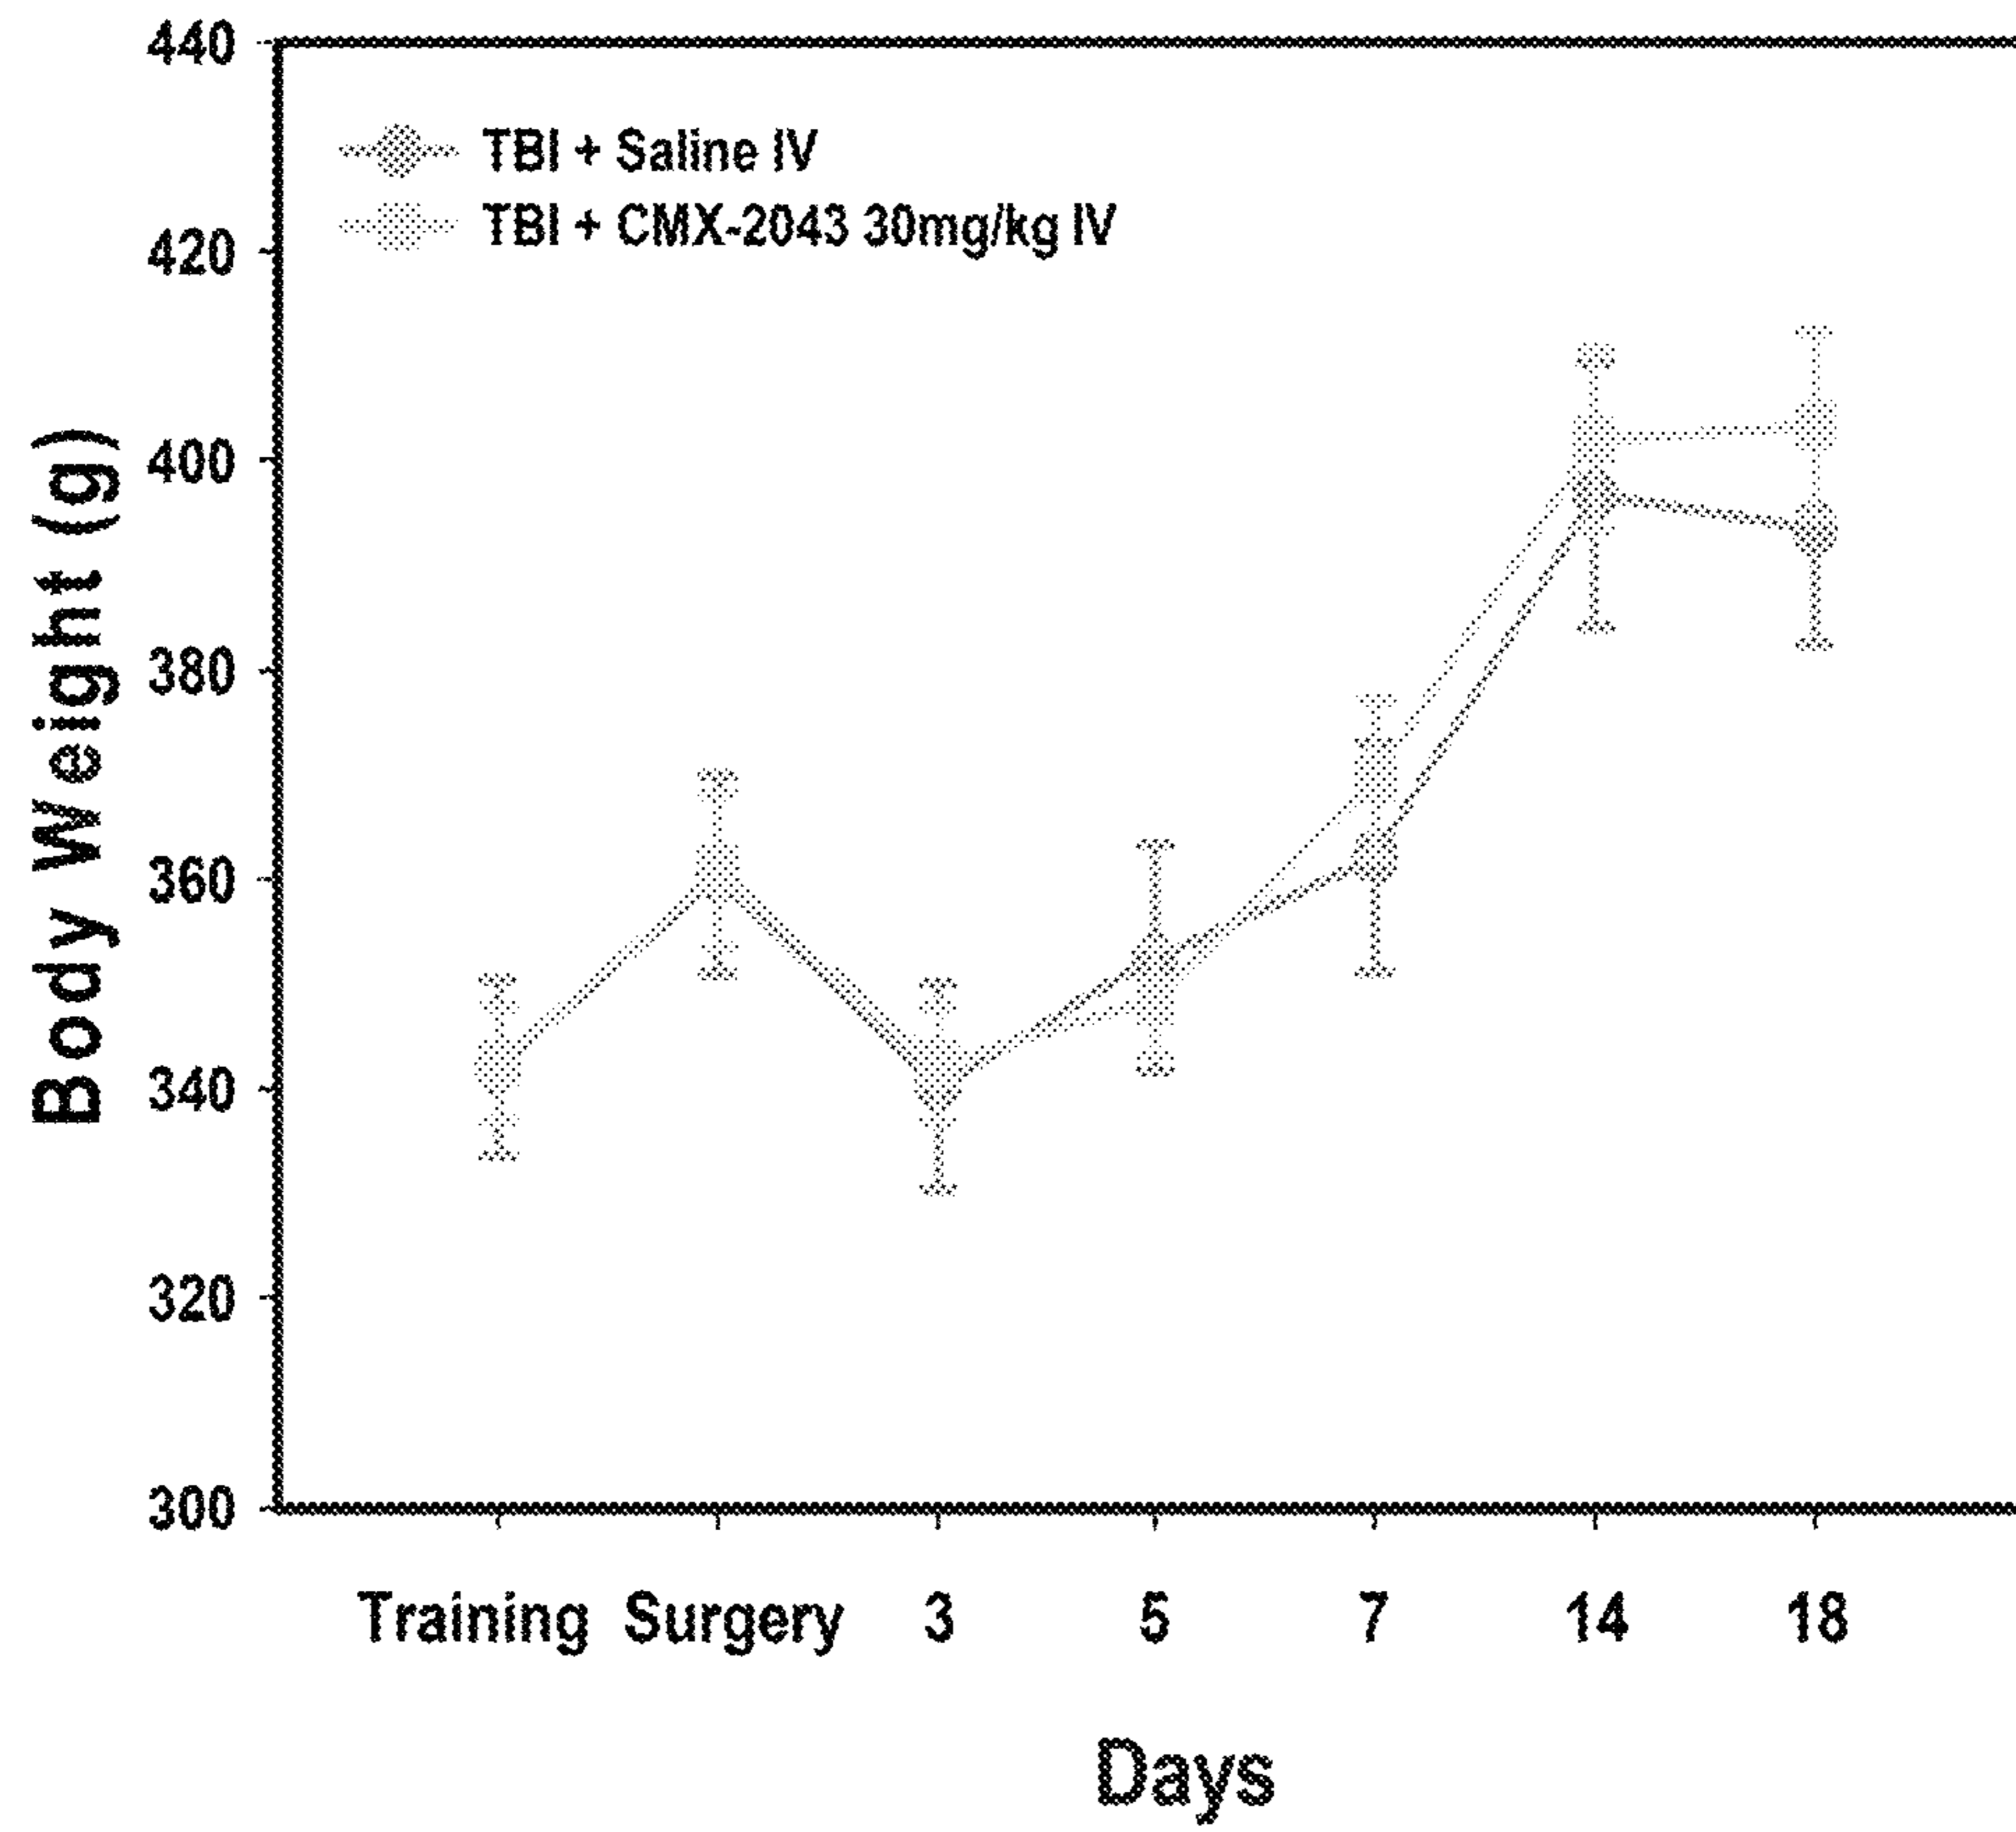 440
TBI + Saline IV
TBI + CMX-2043 30mg/kg IV
420
400
380
360
340
320
300
Body Weight (g)
Training Surgery 3 5 7 14 18
Days